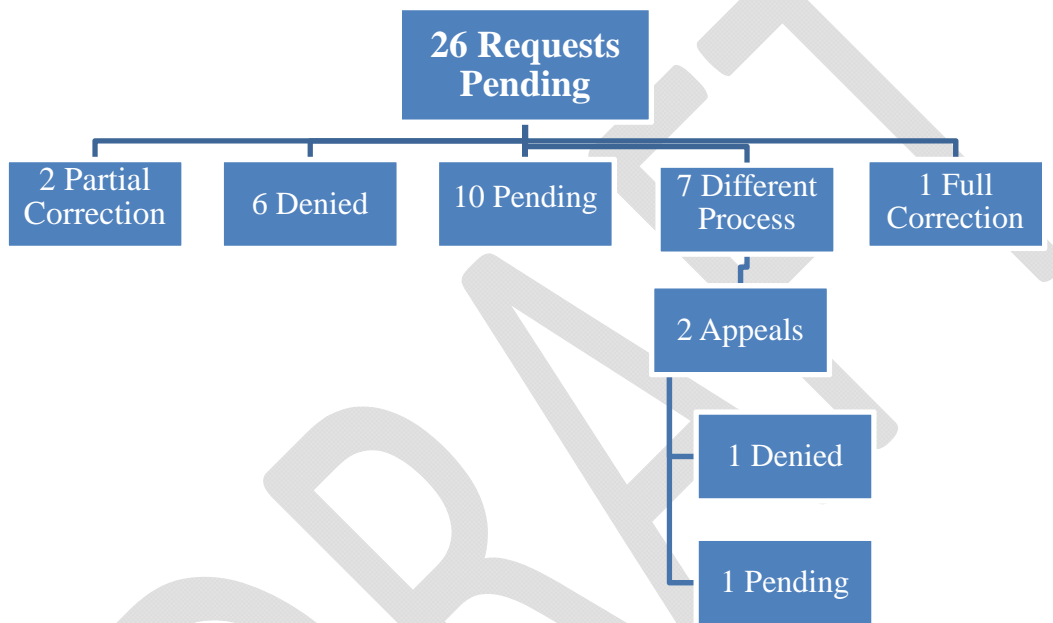 26 Requests
Pending
2 Partial
Correction
6 Denied
10 Pending
7 Different
Process
1 Full
Correction
2 Appeals
1 Denied
1 Pending
DRAFT